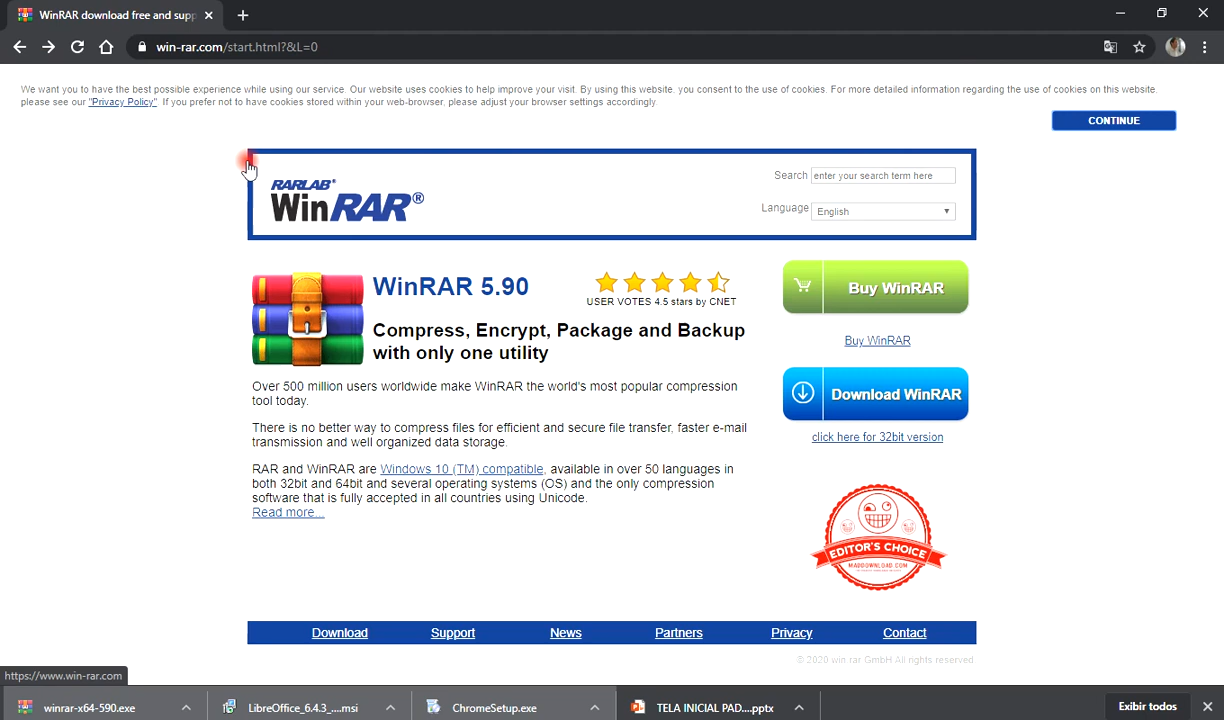 WinRAR download free and supp
win-rar.com/start.html?&L=0
We want you to have the best possible experience while using our service. Our website uses cookies to help improve your visit. By using this website, you consent to the use of cookies. For more detailed information regarding the use of cookies on this website.
please see our "Privacy Policy". If you prefer not to have cookies stored within your web-browser, please adjust your browser settings accordingly.
CONTINUE
RARLAB®
WinRAR®
Search enter your search term here
Language English
WinRAR 5.90
USER VOTES 4.5 stars by CNET
Compress, Encrypt, Package and Backup
with only one utility
Over 500 million users worldwide make WinRAR the world's most popular compression
tool today.
There is no better way to compress files for efficient and secure file transfer, faster e-mail
transmission and well organized data storage.
RAR and WinRAR are Windows 10 (TM) compatible, available in over 50 languages in
both 32bit and 64bit and several operating systems (OS) and the only compression
software that is fully accepted in all countries using Unicode.
Read more...
Buy WinRAR
Buy WinRAR
Download WinRAR
click here for 32bit version
EDITOR'S CHOICE
MADDOWNLOAD.COM
Download Support News Partners Privacy Contact
© 2020 win.rar GmbH All rights reserved.
https://www.win-rar.com
winrar-x64-590.exe LibreOffice_6.4.3_....msi ChromeSetup.exe TELA INICIAL PAD....pptx Exibir todos